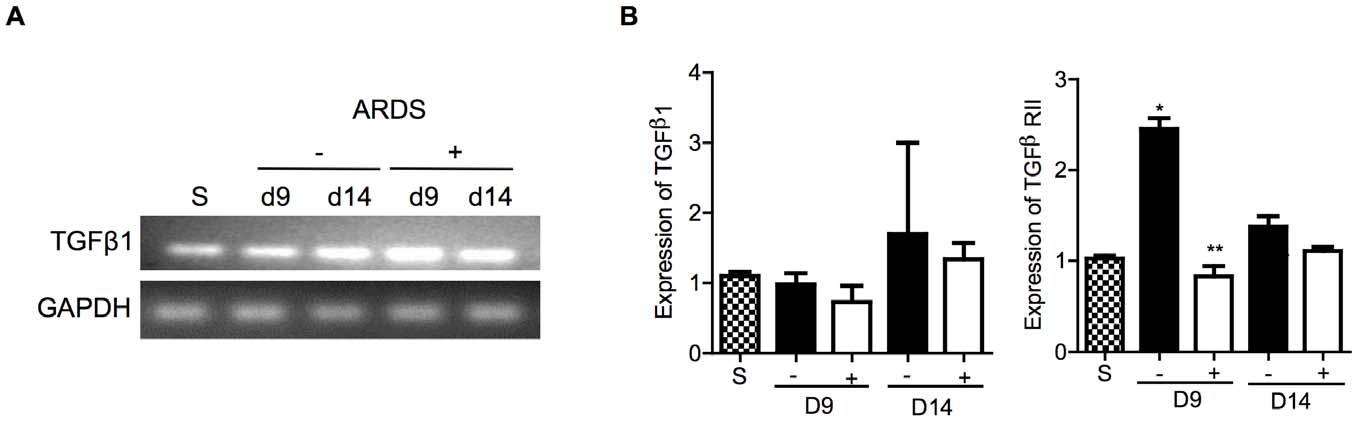 A
ARDS
- +
S d9 d14 d9 d14
TGFβ1
GAPDH
B
Expression of TGFβ1
4
3
2
1
0
S - + - +
D9 D14
Expression of TGFβ RII
3
2
1
0
*
**
S - + - +
D9 D14